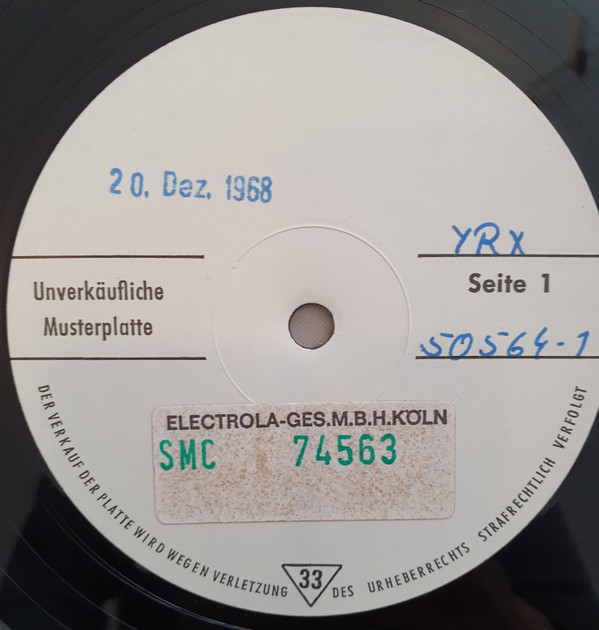 20. Dez. 1968
YRX
Unverkäufliche
Musterplatte
Seite 1
50564-1
ELECTROLA-GES.M.B.H.KÖLN
SMC 74563
DER VERKAUF DER PLATTE WIRD WEGEN VERLETZUNG DES URHEBERRECHTS STRAFRECHTLICH VERFOLGT
33